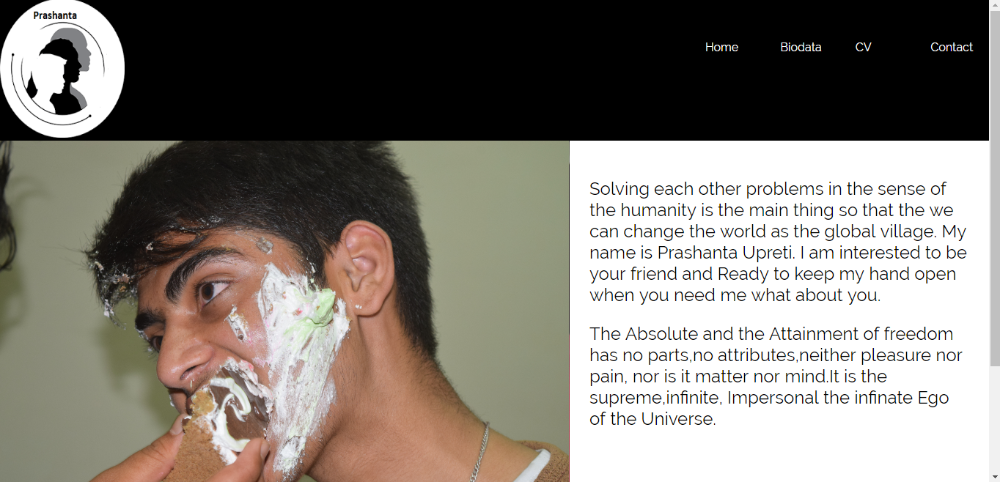 Prashanta
Home Biodata CV Contact
Solving each other problems in the sense of
the humanity is the main thing so that the we
can change the world as the global village. My
name is Prashanta Upreti. I am interested to be
your friend and Ready to keep my hand open
when you need me what about you.
The Absolute and the Attainment of freedom
has no parts,no attributes,neither pleasure nor
pain, nor is it matter nor mind.It is the
supreme,infinite, Impersonal the infinate Ego
of the Universe.